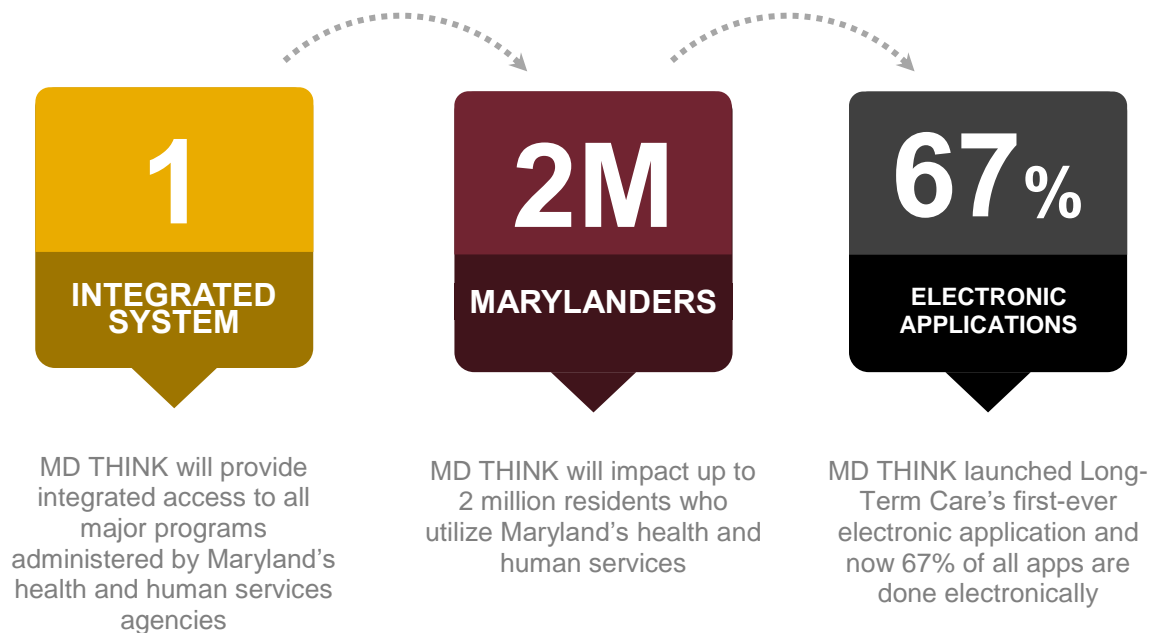 1
INTEGRATED
SYSTEM
MD THINK will provide
integrated access to all
major programs
administered by Maryland’s
health and human services
agencies
2M
MARYLANDERS
MD THINK will impact up to
2 million residents who
utilize Maryland’s health and
human services
67%
ELECTRONIC
APPLICATIONS
MD THINK launched Long-
Term Care’s first-ever
electronic application and
now 67% of all apps are
done electronically